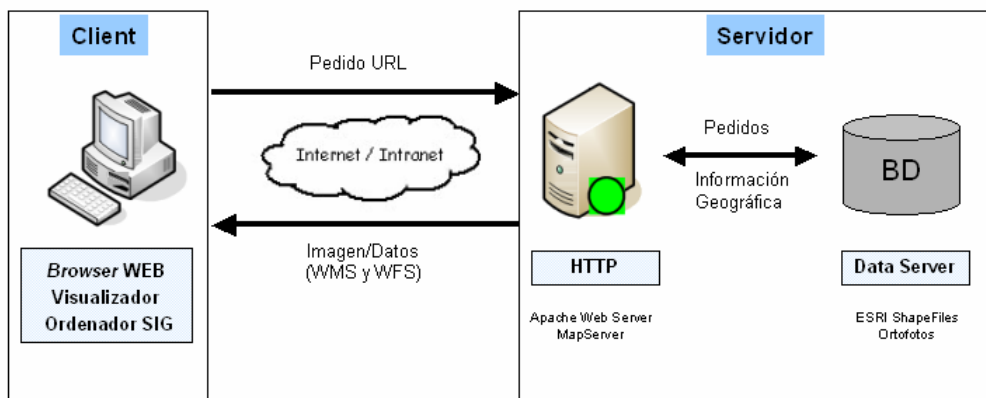 Client
Servidor
Pedido URL
Internet / Intranet
Imagen/Datos
(WMS y WFS)
Browser WEB
Visualizador
Ordenador SIG
Pedidos
Información
Geográfica
BD
HTTP
Data Server
Apache Web Server
MapServer
ESRI ShapeFiles
Ortofotos